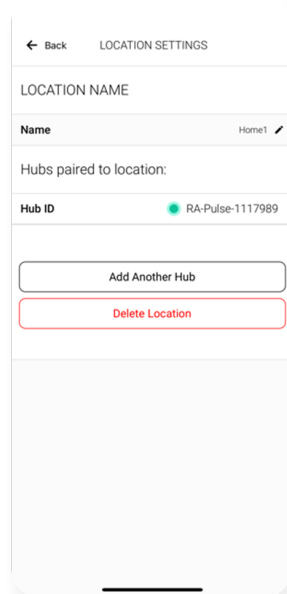 Back LOCATION SETTINGS
LOCATION NAME
Name Home1
Hubs paired to location:
Hub ID RA-Pulse-1117989
Add Another Hub
Delete Location